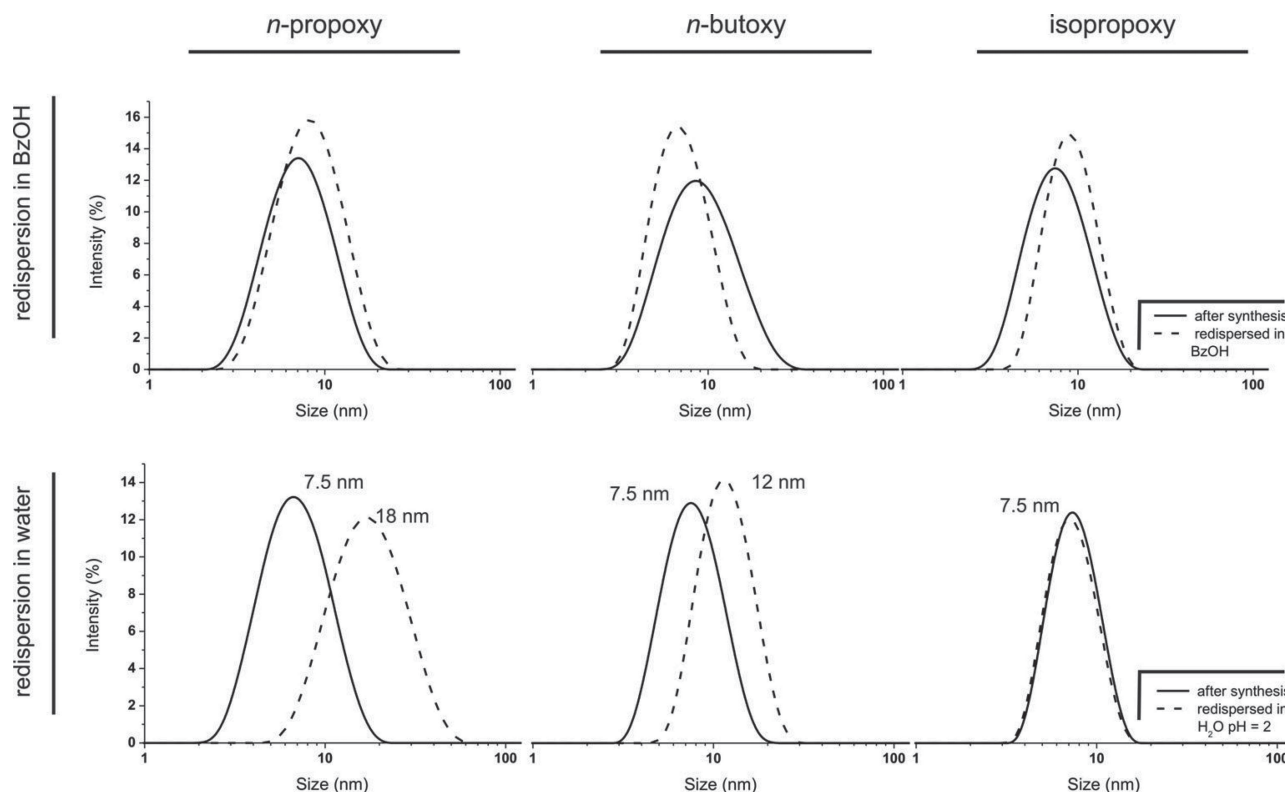 n-propoxy
n-butoxy
isopropoxy
redispersion in BzOH
Intensity (%)
16
14
12
10
8
6
4
2
0
1 10 100
Size (nm)
1 10 100
Size (nm)
1 10 100
Size (nm)
after synthesis
redispersed in
BzOH
redispersion in water
Intensity (%)
14
12
10
8
6
4
2
0
7.5 nm
18 nm
1 10 100
Size (nm)
7.5 nm
12 nm
1 10 100
Size (nm)
7.5 nm
1 10 100
Size (nm)
after synthesis
redispersed in
H₂O pH = 2